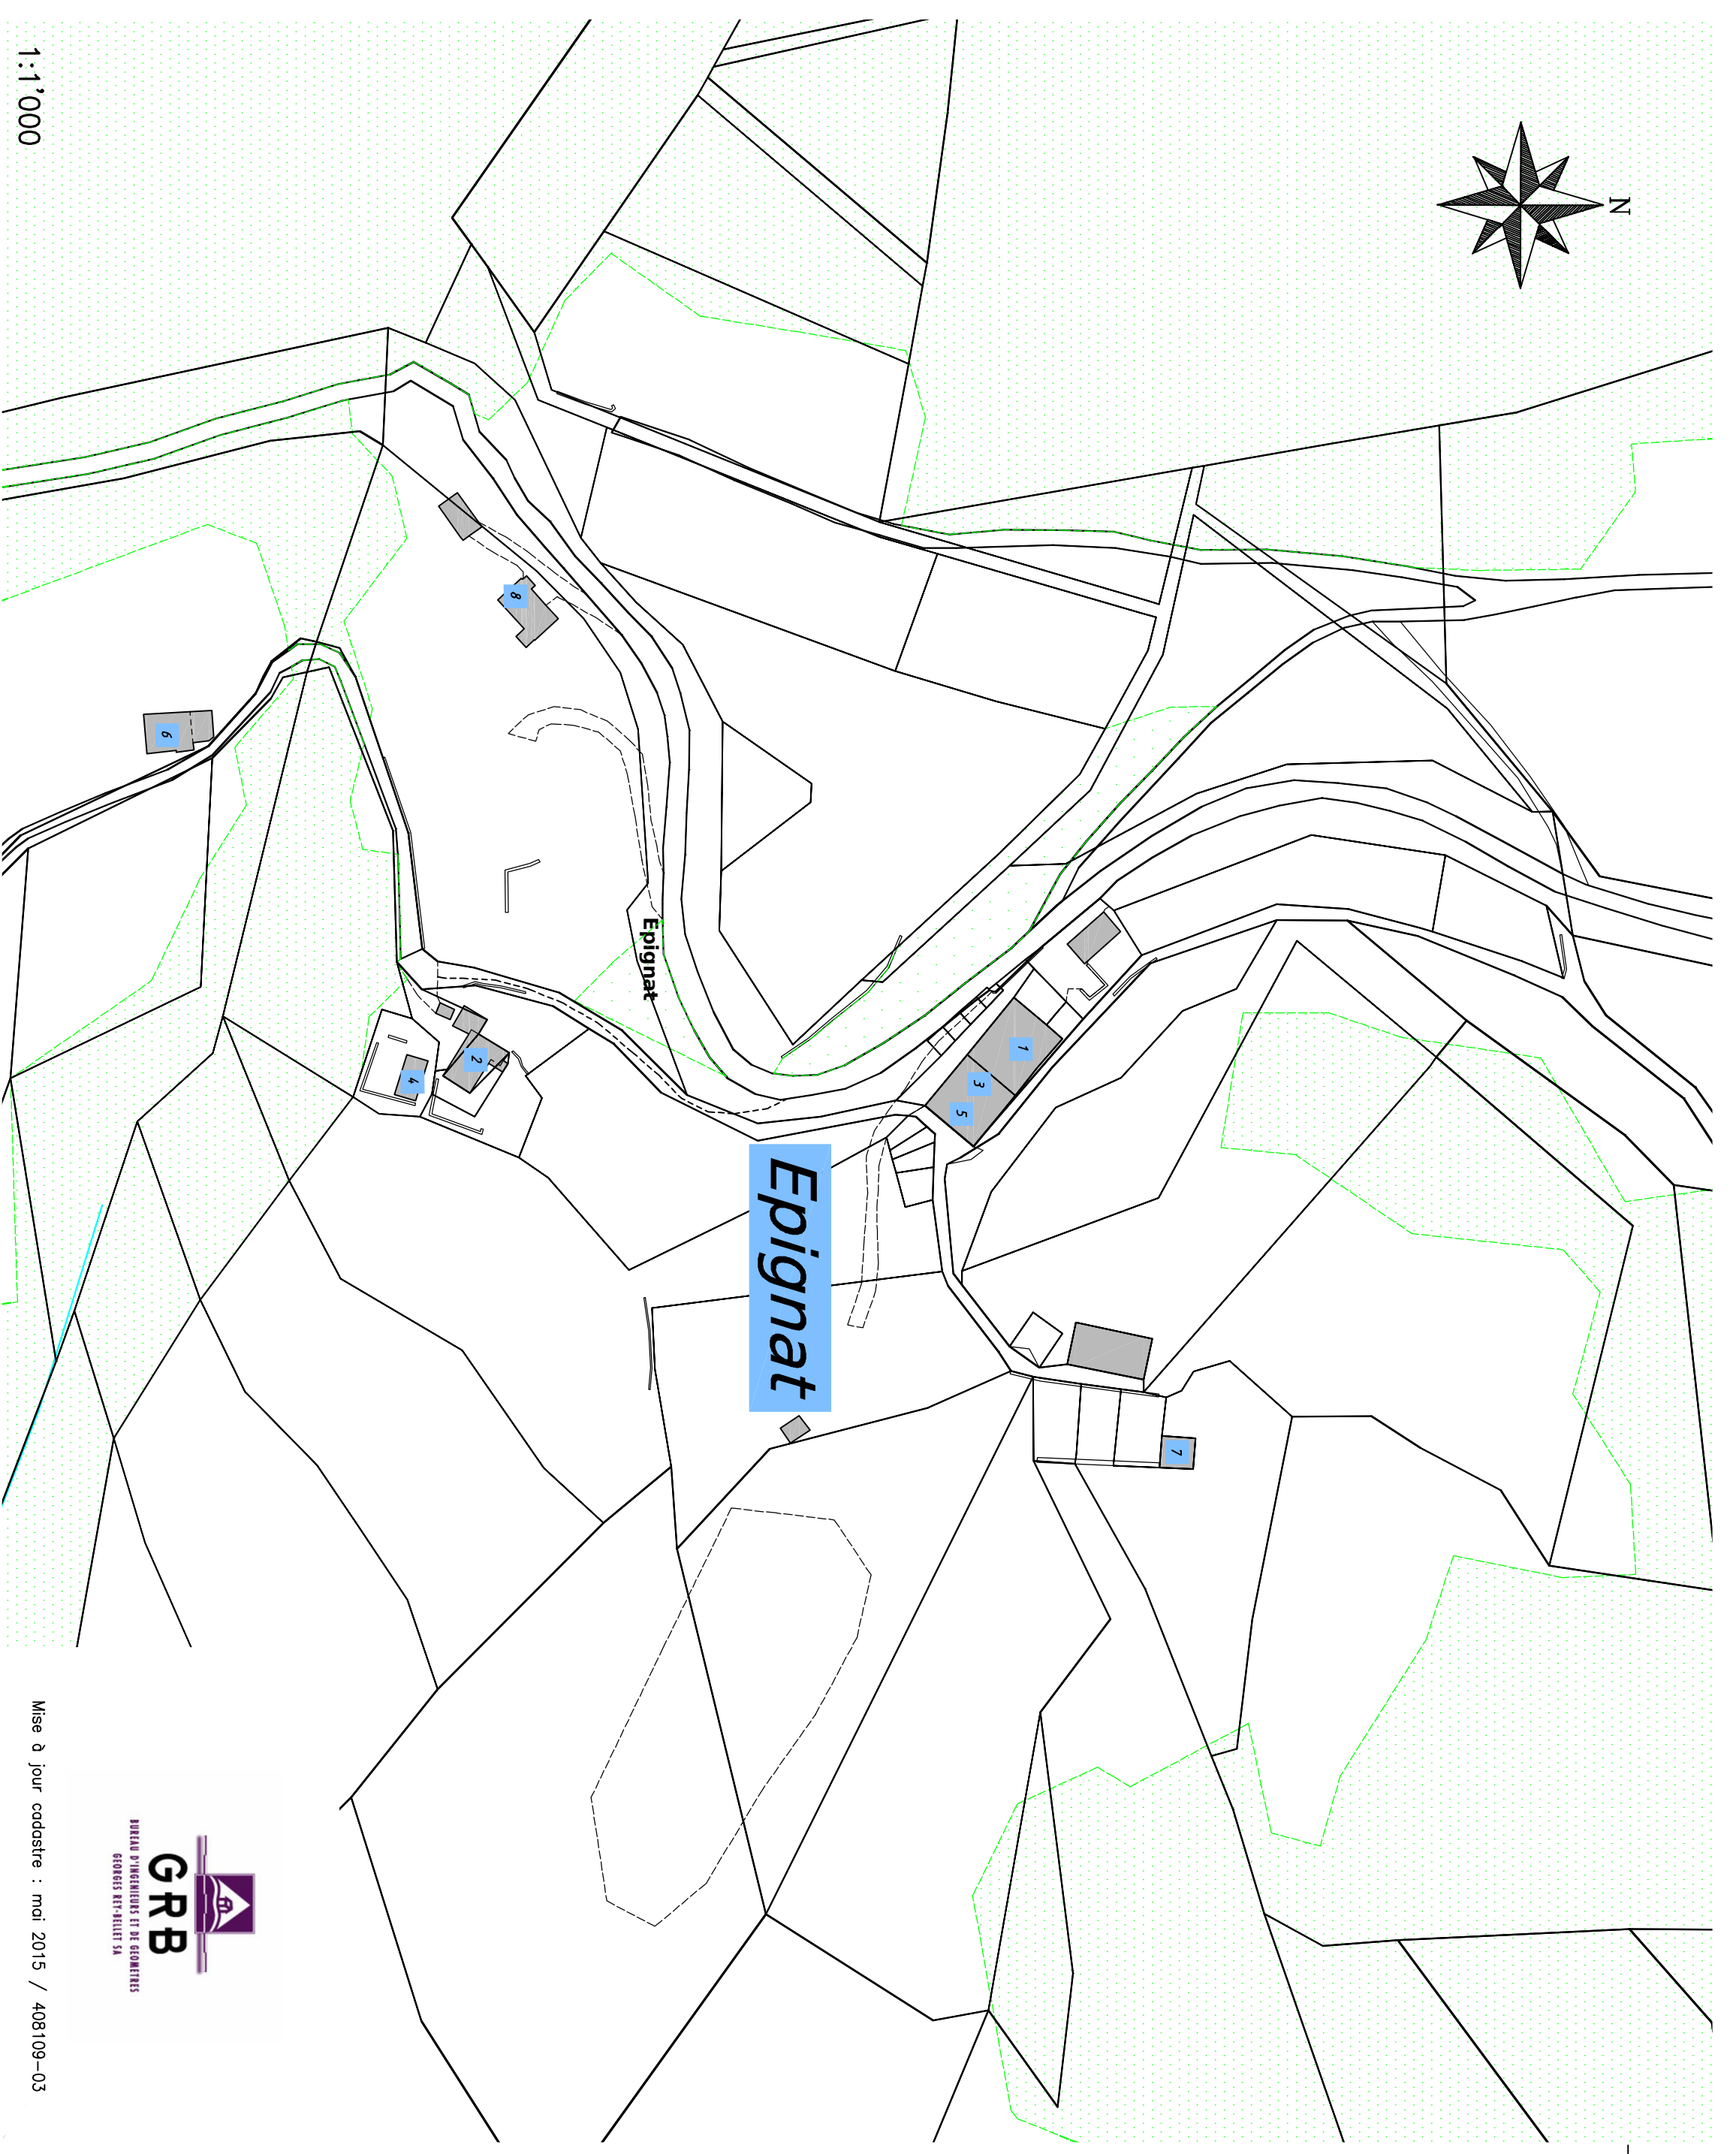 1:1'000
N
8
6
Epignat
1
3
5
2
4
Epignat
7
GRB
BUREAU D'INGENIEURS ET DE GEOMETRES
GEORGES REY-BELLET SA
Mise à jour cadastre : mai 2015 / 408109-03